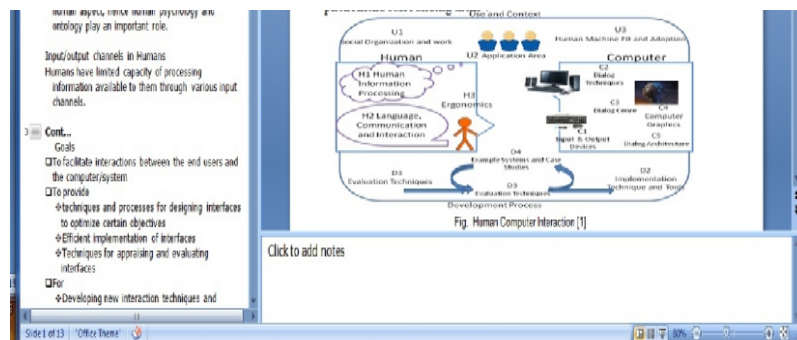 human aspect, hence human psychology and
ontology play an important role.
Input/output channels in Humans
Humans have limited capacity of processing
information available to them through various input
channels.
3
Cont...
Goals
To facilitate interactions between the end users and
the computer/system
To provide
techniques and processes for designing interfaces
to optimize certain objectives
Efficient implementation of interfaces
Techniques for appraising and evaluating
interfaces
For
Developing new interaction techniques and
Use and Context
U1
Social Organization and work
U3
Human Machine Fit and Adoption
U2 Application Area
Human
Computer
H1 Human
Information
Processing
H2 Language,
Communication
and Interaction
H3
Ergonomics
C2
Dialog
Techniques
C3
Dialog Genre
C4
Computer
Graphics
C1
Input & Output
Devices
C5
Dialog Architecture
D4
Example Systems and Case
Studies
D3
Evaluation Techniques
D3
Evaluation Techniques
D2
Implementation
Technique and Tools
Development Process
Fig. Human Computer Interaction [1]
Click to add notes
Slide 1 of 13
"Office Theme"
80%